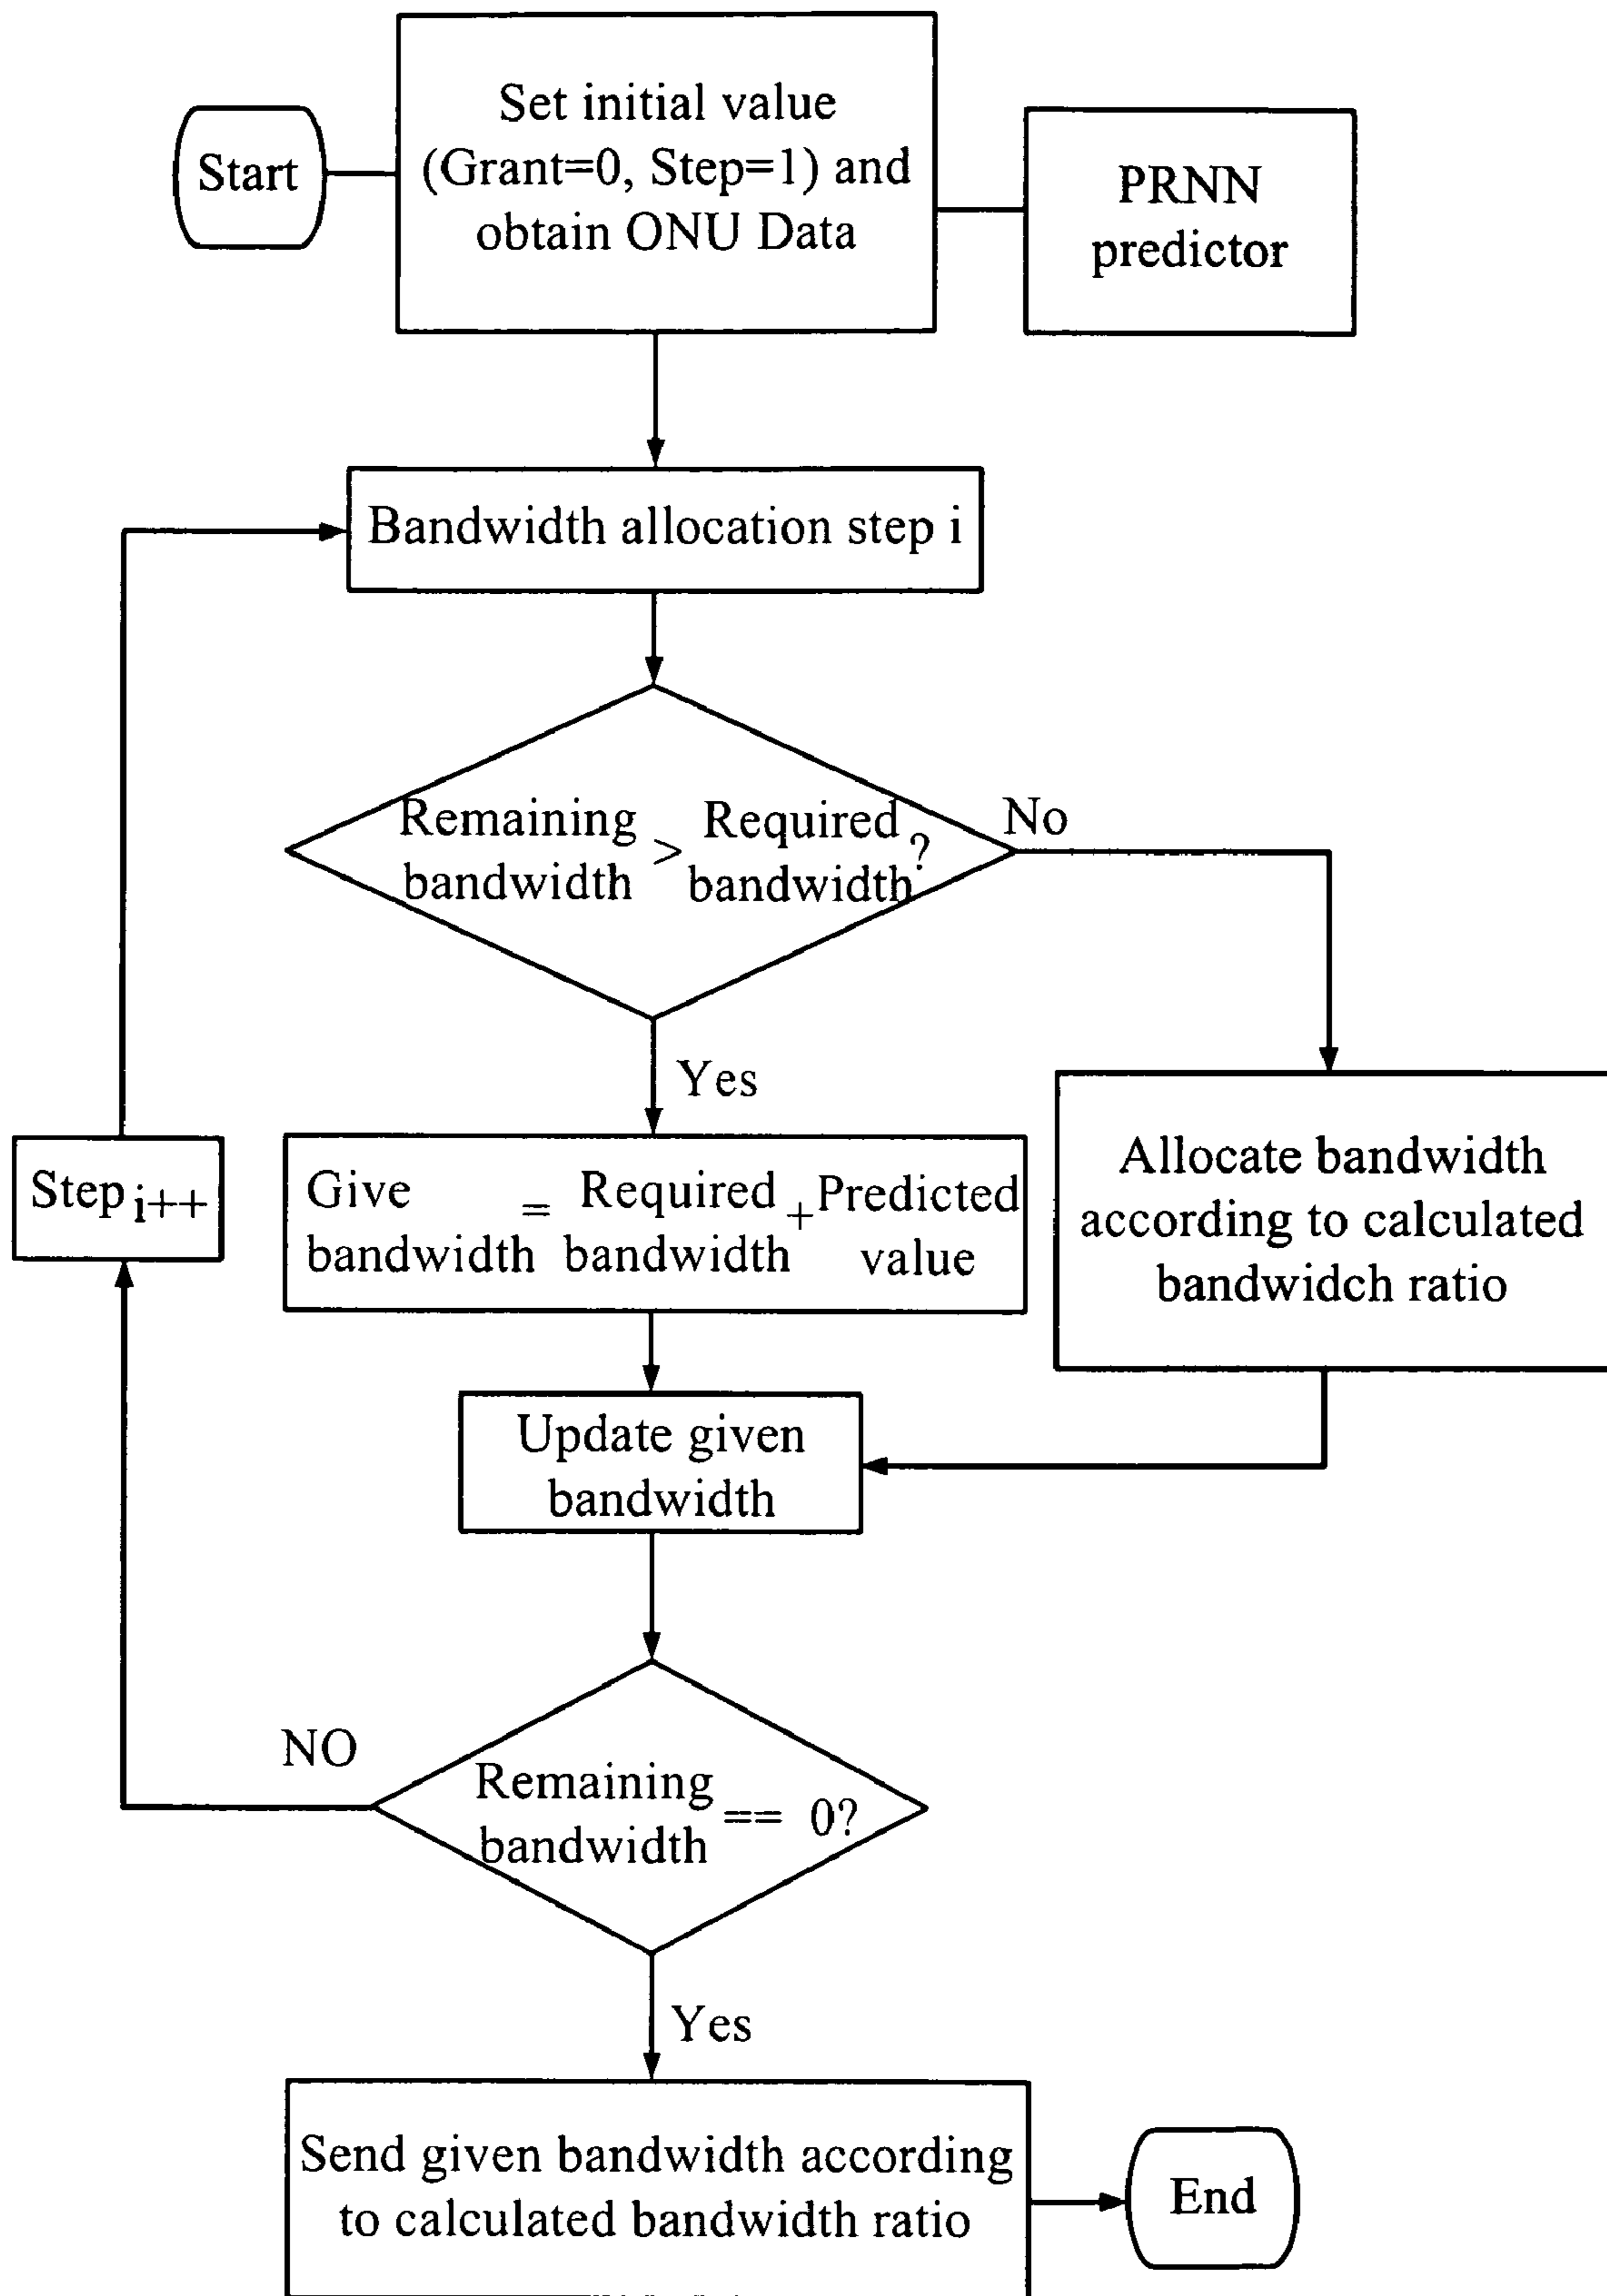 Start
Set initial value
(Grant=0, Step=1) and
obtain ONU Data
PRNN
predictor
Bandwidth allocation step i
Remaining
bandwidth
>
Required
bandwidth
?
No
Yes
Step i++
Give
bandwidth
=
Required
bandwidth
+
Predicted
value
Allocate bandwidth
according to calculated
bandwidch ratio
Update given
bandwidth
NO
Remaining
bandwidth
== 0?
Yes
Send given bandwidth according
to calculated bandwidth ratio
End